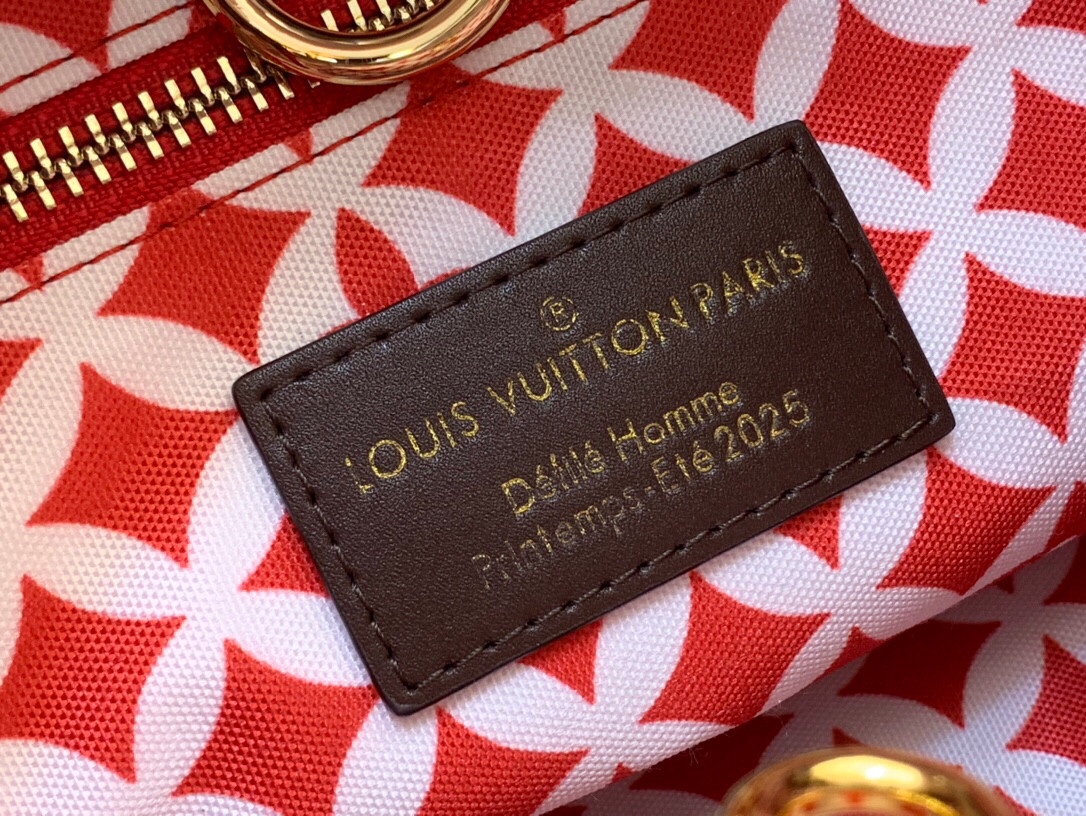 ®
LOUIS VUITTON PARIS
Défilé Homme
Printemps-Eté 2025